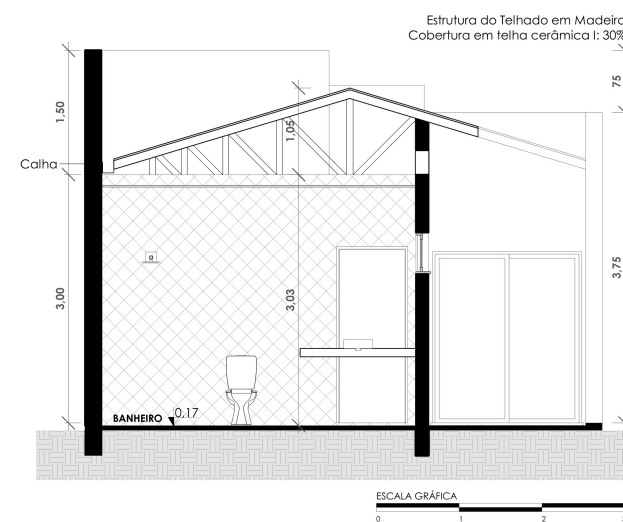 Estrutura do Telhado em Madeira
Cobertura em telha cerâmica I: 30%
75
1,50
1,05
Calha
3,00
3,03
3,75
BANHEIRO 0,17
ESCALA GRÁFICA
0 1 2